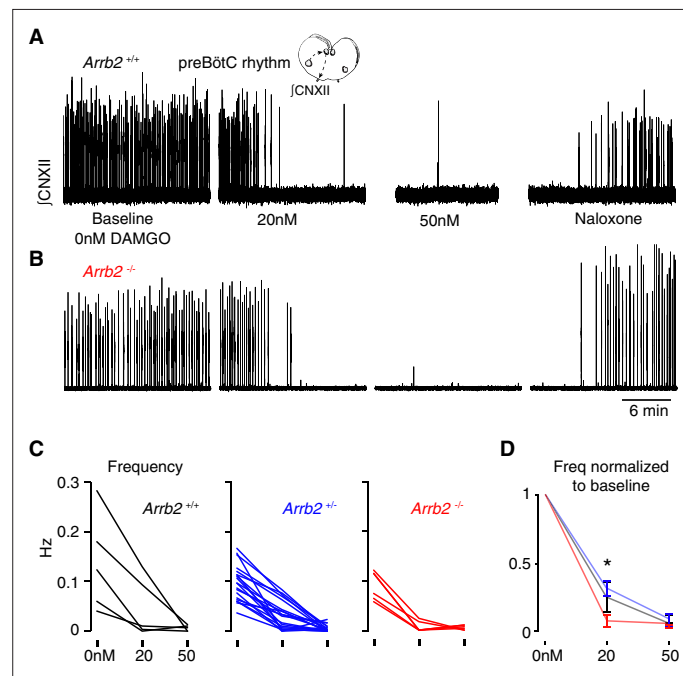 A
Arrb2 +/+
preBötC rhythm
∫CNXII
∫CNXII
Baseline
0nM DAMGO
20nM
50nM
Naloxone
B
Arrb2 -/-
6 min
C
Frequency
Hz
0.3
0.2
0.1
0
Arrb2 +/+
Arrb2 +/-
Arrb2 -/-
0nM
20
50
D
Freq normalized
to baseline
1
0.5
0
*
0nM
20
50